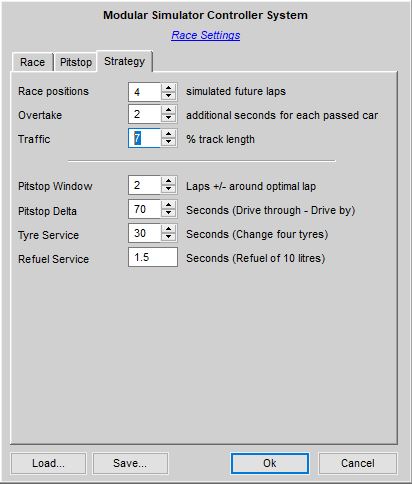 Modular Simulator Controller System
Race Settings
Race Pitstop Strategy
Race positions 4 simulated future laps
Overtake 2 additional seconds for each passed car
Traffic 7 % track length
Pitstop Window 2 Laps +/- around optimal lap
Pitstop Delta 70 Seconds (Drive through - Drive by)
Tyre Service 30 Seconds (Change four tyres)
Refuel Service 1.5 Seconds (Refuel of 10 litres)
Load... Save... Ok Cancel